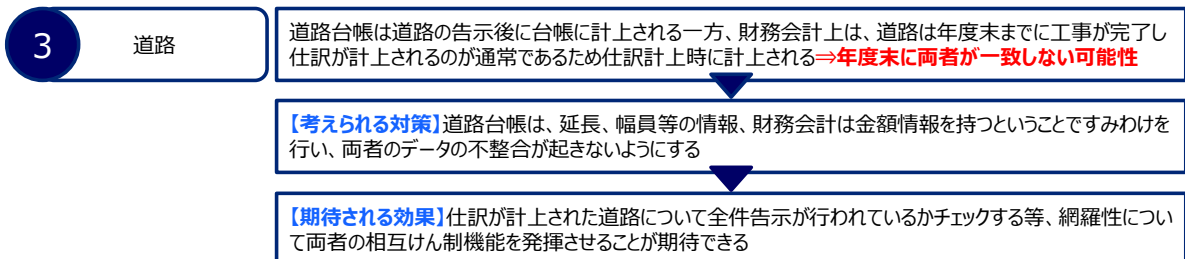 3
道路
道路台帳は道路の告示後に台帳に計上される一方、財務会計上は、道路は年度末までに工事が完了し
仕訳が計上されるのが通常であるため仕訳計上時に計上される⇒年度末に両者が一致しない可能性
【考えられる対策】道路台帳は、延長、幅員等の情報、財務会計は金額情報を持つということですみわけを
行い、両者のデータの不整合が起きないようにする
【期待される効果】仕訳が計上された道路について全件告示が行われているかチェックする等、網羅性につい
て両者の相互けん制機能を発揮させることが期待できる